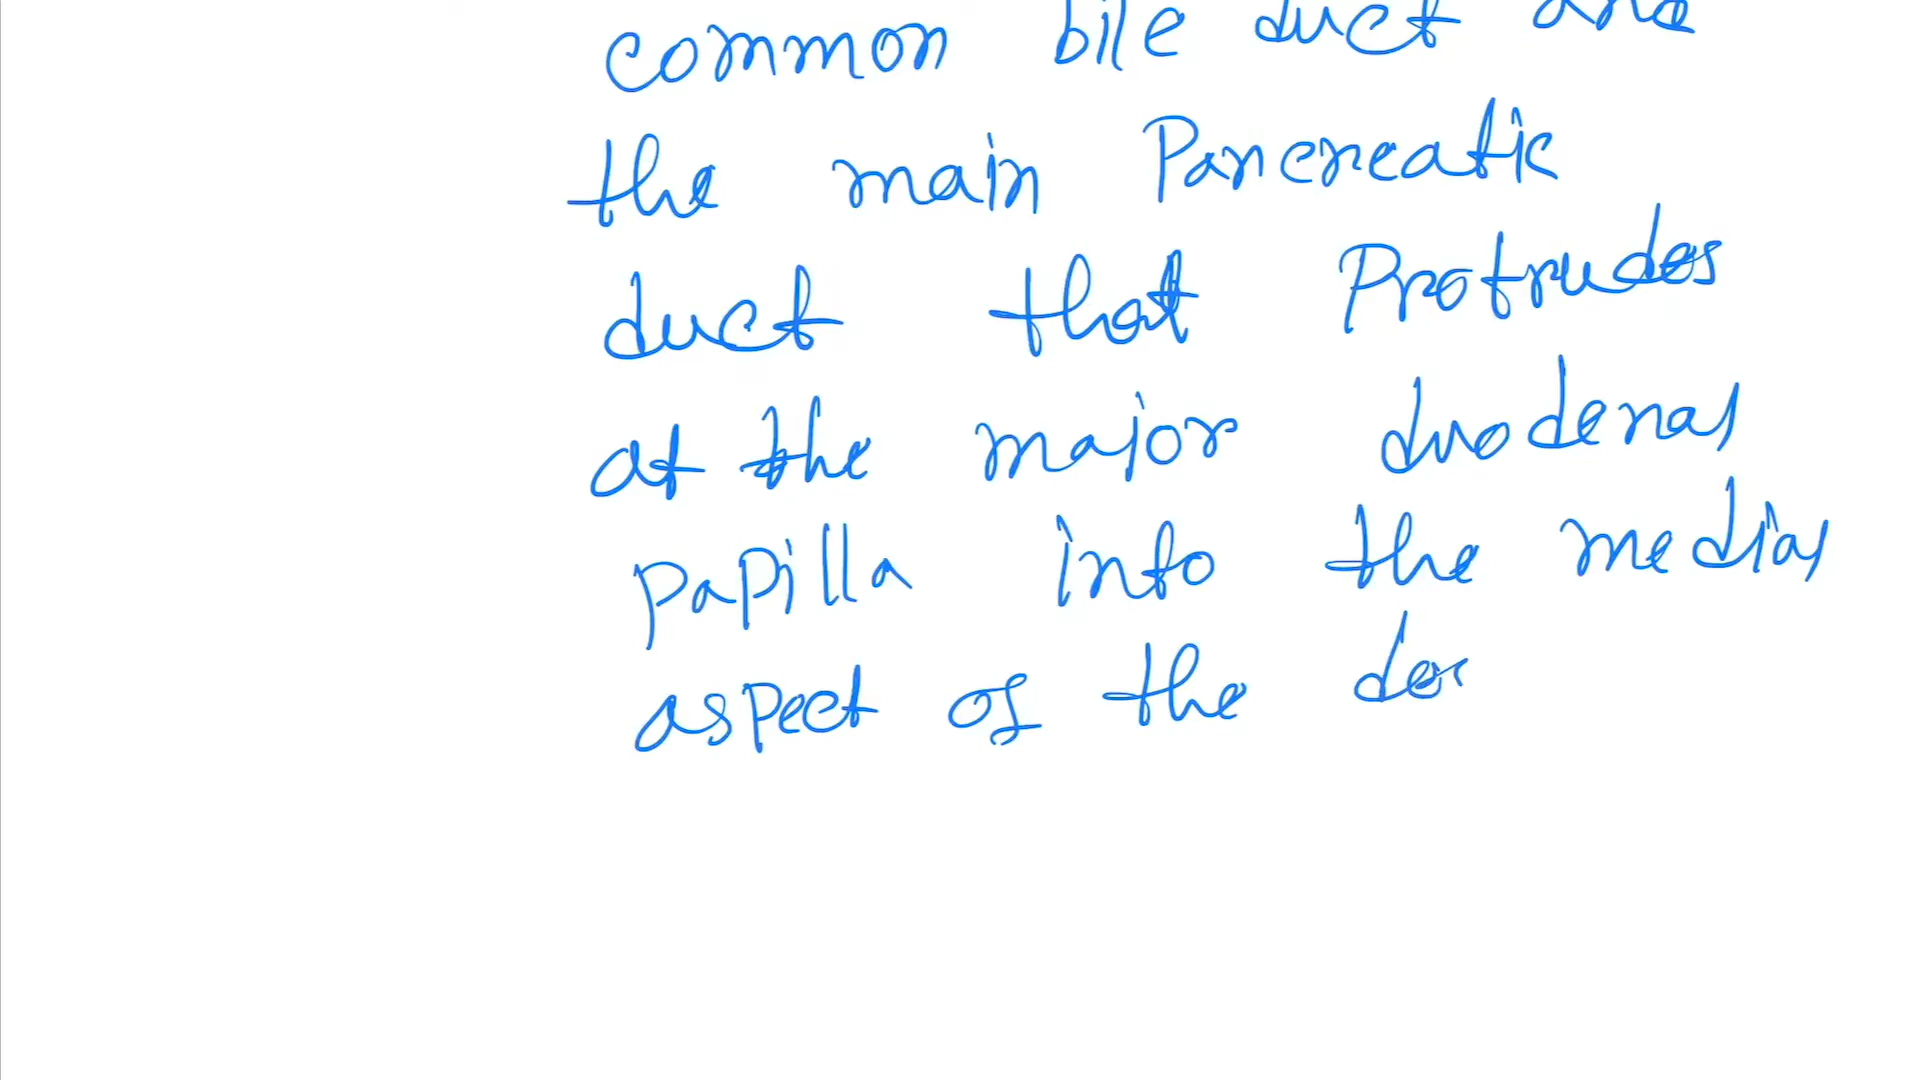 common bile duct and
the main Pancreatic
duct that Protrudes
at the major duodenal
papilla into the medial
aspect of the